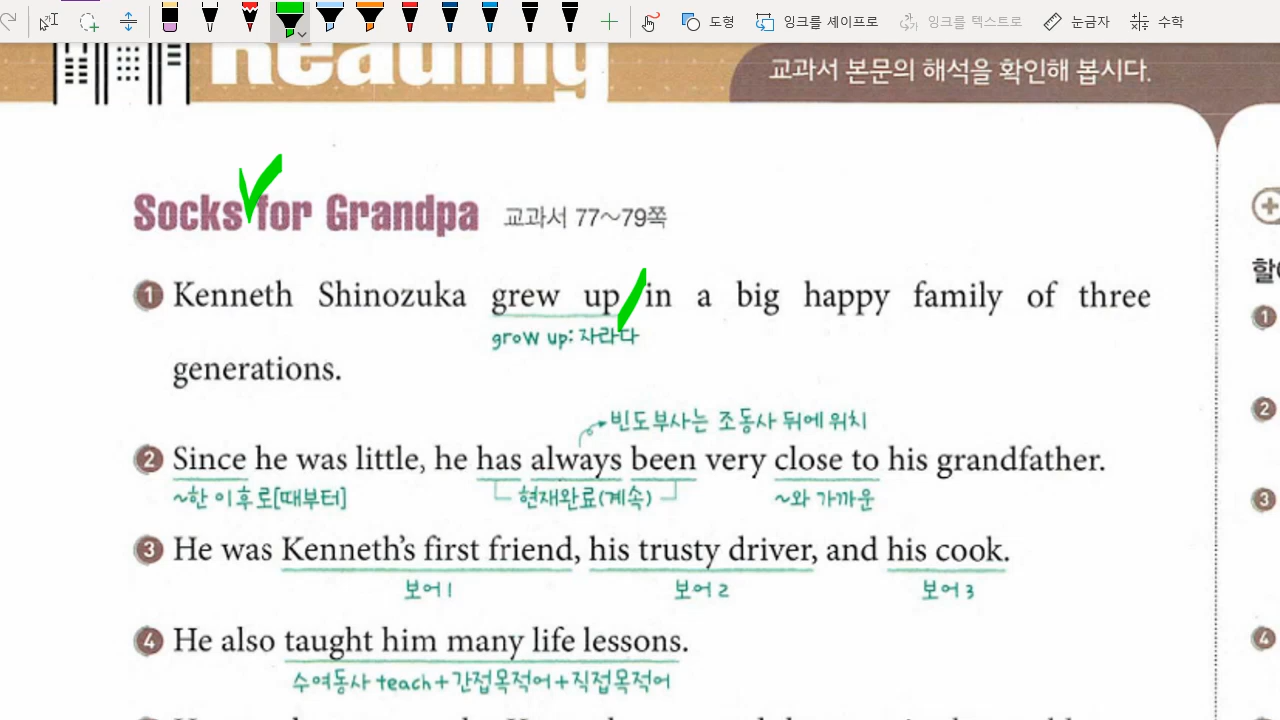 도형 잉크를 셰이프로 잉크를 텍스트로 눈금자 수학
Reading
교과서 본문의 해석을 확인해 봅시다.
Socks for Grandpa 교과서 77~79쪽
1 Kenneth Shinozuka grew up in a big happy family of three
grow up: 자라다
generations.
빈도부사는 조동사 뒤에 위치
2 Since he was little, he has always been very close to his grandfather.
~한 이후로[때부터] 현재완료(계속) ~와 가까운
3 He was Kenneth's first friend, his trusty driver, and his cook.
보어 1 보어 2 보어 3
4 He also taught him many life lessons.
수여동사 teach+간접목적어+직접목적어
1
2
3
4